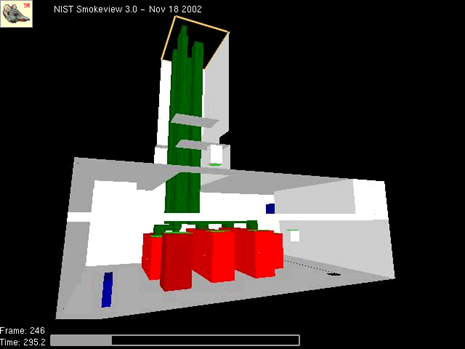 NIST Smokeview 3.0 - Nov 18 2002
Frame: 246
Time: 295.2